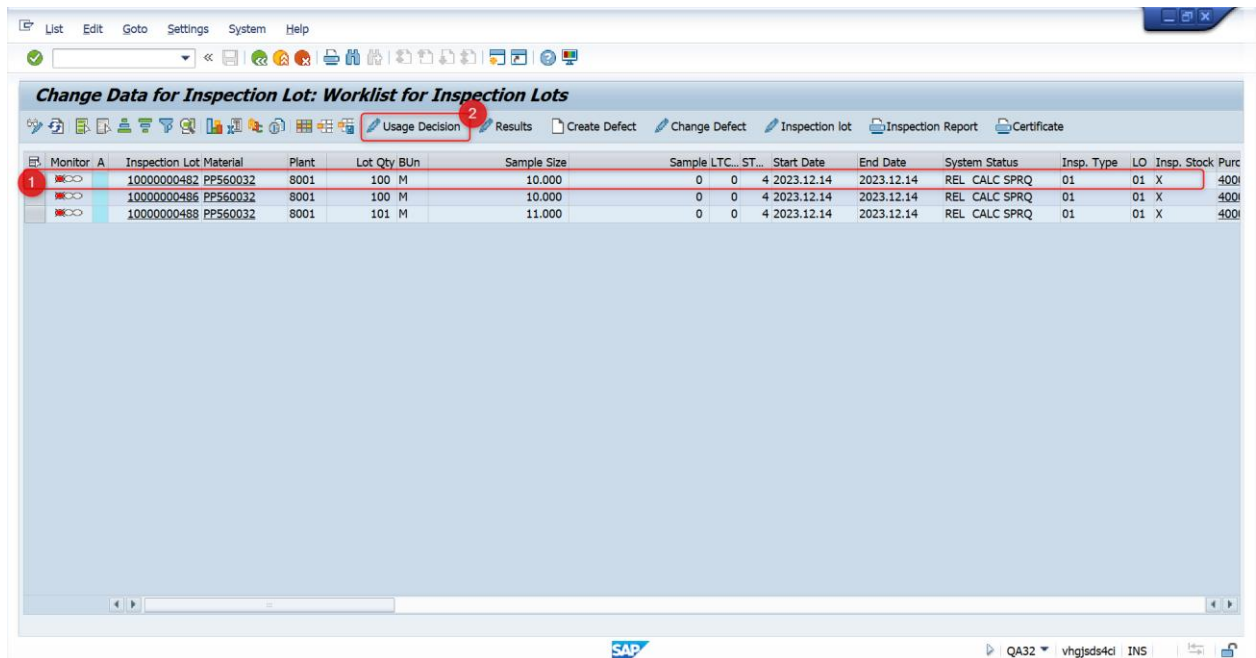 List Edit Goto Settings System Help
Change Data for Inspection Lot: Worklist for Inspection Lots
2
Usage Decision Results Create Defect Change Defect Inspection lot Inspection Report Certificate
Monitor A Inspection Lot Material Plant Lot Qty BUn Sample Size Sample LTC... ST... Start Date End Date System Status Insp. Type LO Insp. Stock Purc
1 10000000482 PP560032 8001 100 M 10.000 0 0 4 2023.12.14 2023.12.14 REL CALC SPRQ 01 01 X 400
10000000486 PP560032 8001 100 M 10.000 0 0 4 2023.12.14 2023.12.14 REL CALC SPRQ 01 01 X 400
10000000488 PP560032 8001 101 M 11.000 0 0 4 2023.12.14 2023.12.14 REL CALC SPRQ 01 01 X 400
SAP QA32 vhgjsds4ci INS